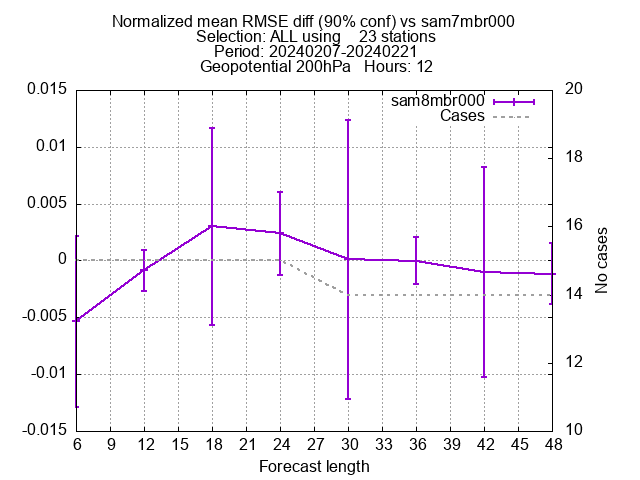 Normalized mean RMSE diff (90% conf) vs sam7mbr000
Selection: ALL using    23 stations
Period: 20240207-20240221
Geopotential 200hPa   Hours: 12
sam8mbr000
Cases
0.015
0.01
0.005
0
-0.005
-0.01
-0.015
20
18
16
14
12
10
No cases
6 9 12 15 18 21 24 27 30 33 36 39 42 45 48
Forecast length